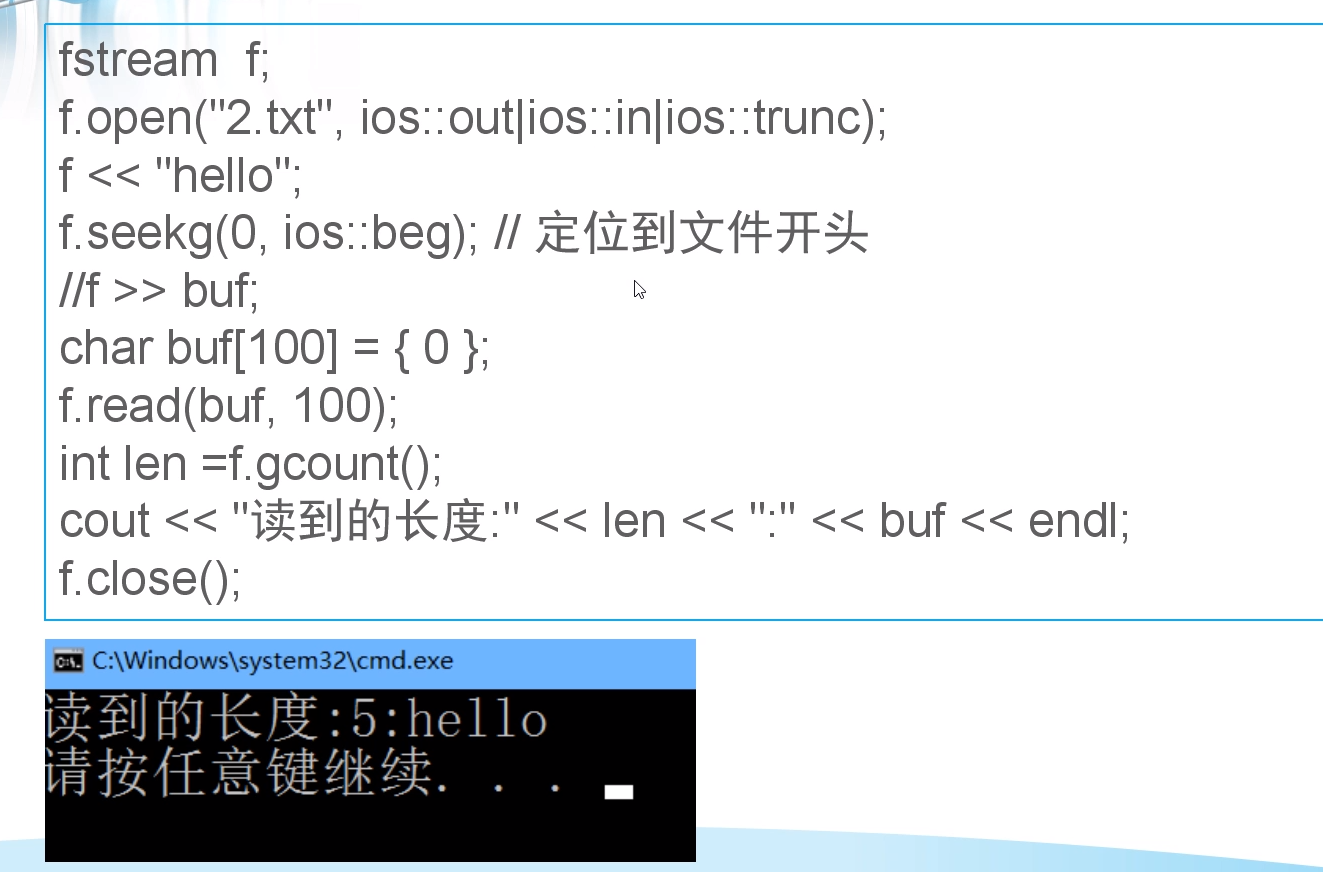 fstream  f;
f.open("2.txt", ios::out|ios::in|ios::trunc);
f << "hello";
f.seekg(0, ios::beg); // 定位到文件开头
//f >> buf;
char buf[100] = { 0 };
f.read(buf, 100);
int len =f.gcount();
cout << "读到的长度:" << len << ":" << buf << endl;
f.close();
C:\Windows\system32\cmd.exe
读到的长度:5:hello
请按任意键继续. . .